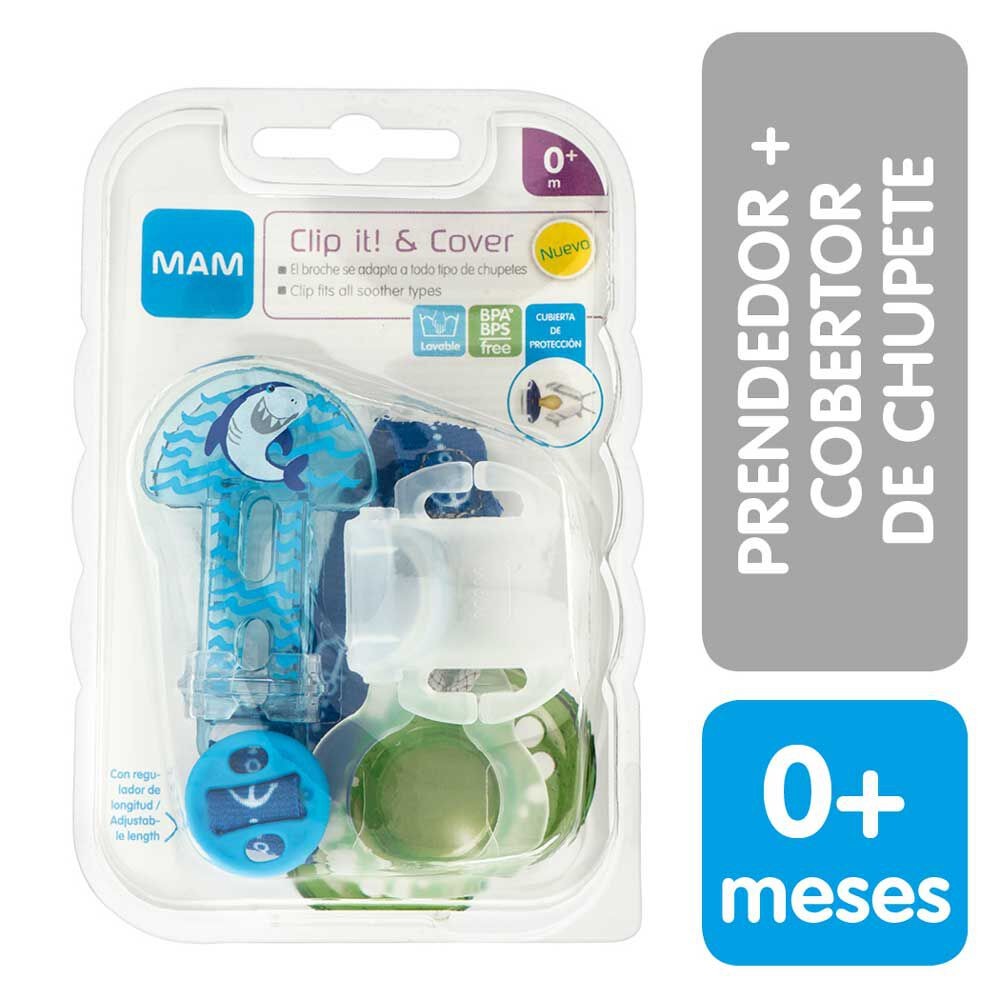 0+
m
MAM
Clip it! & Cover
Nuevo
El broche se adapta a todo tipo de chupetes
Clip fits all soother types
Lavable
BPA*
BPS
free
CUBIERTA
DE
PROTECCIÓN
Con regu-
lador de
longitud /
Adjustab-
le length
PRENDEDOR +
COBERTOR
DE CHUPETE
0+
meses